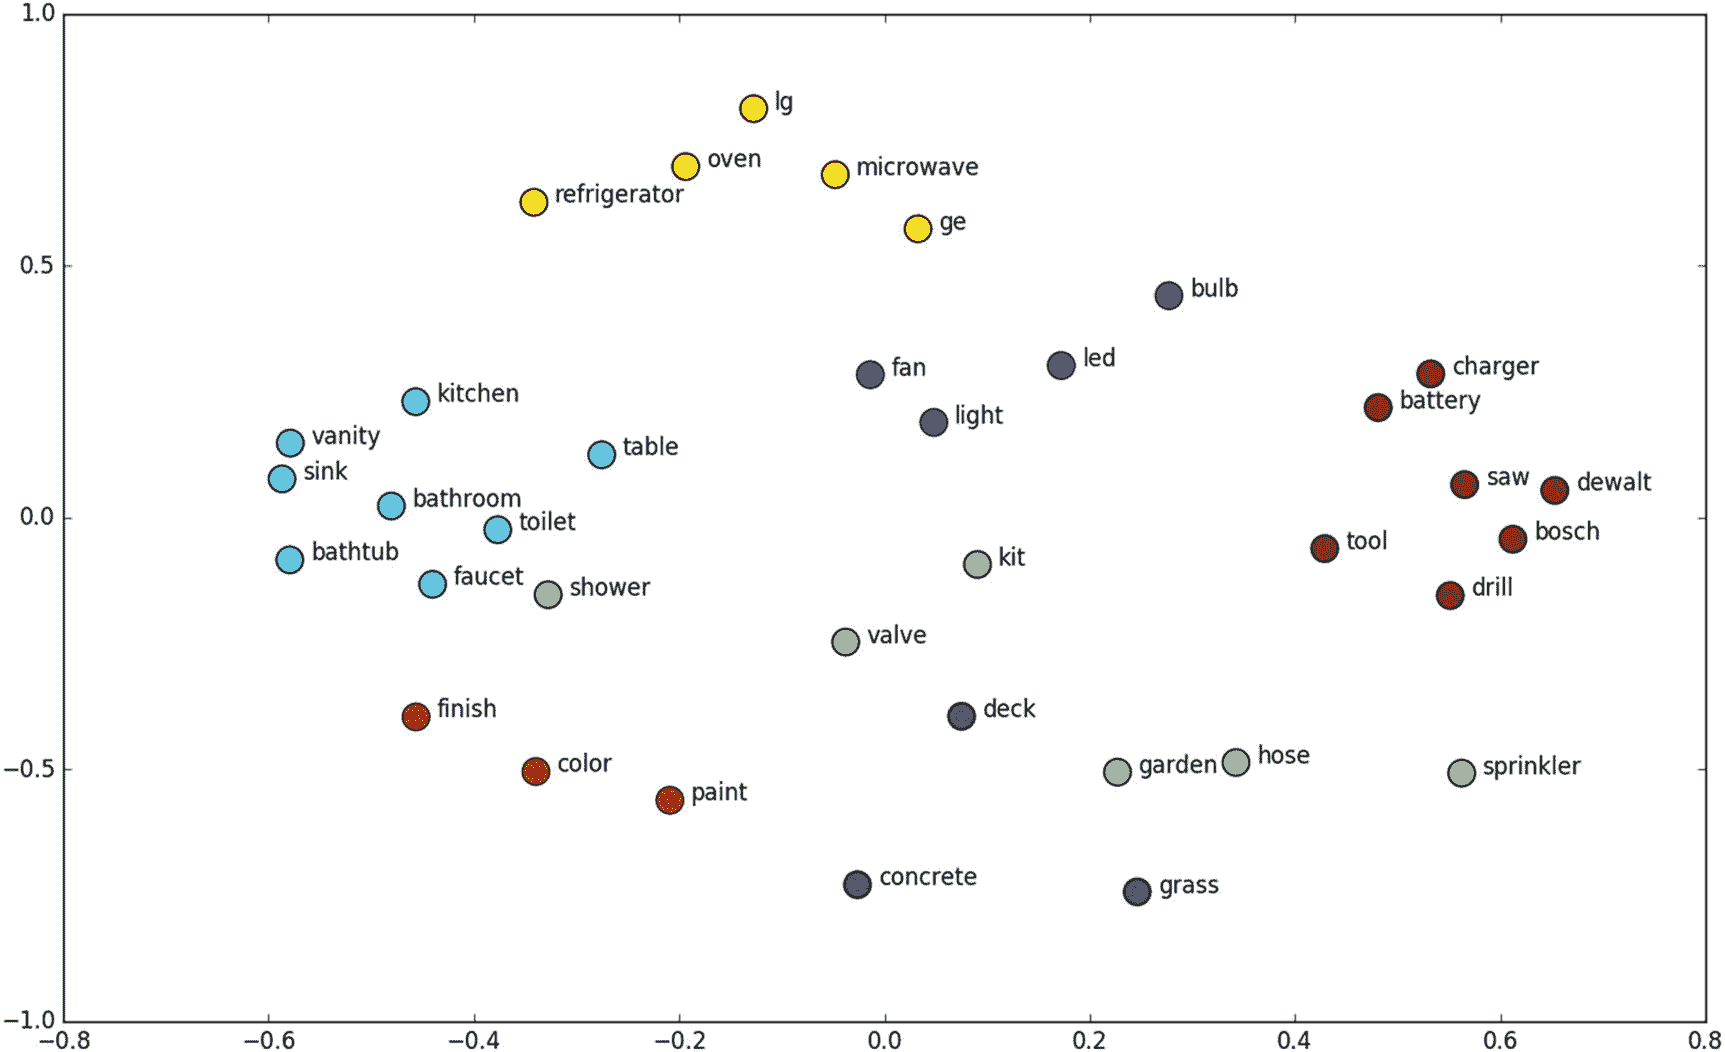 1.0
lg
oven
microwave
refrigerator
ge
0.5
bulb
led
fan
charger
kitchen
battery
light
vanity
table
sink
saw
dewalt
bathroom
0.0
toilet
bosch
tool
bathtub
kit
faucet
shower
drill
valve
finish
deck
hose
color
garden
sprinkler
−0.5
paint
concrete
grass
−1.0
−0.8 −0.6 −0.4 −0.2 0.0 0.2 0.4 0.6 0.8